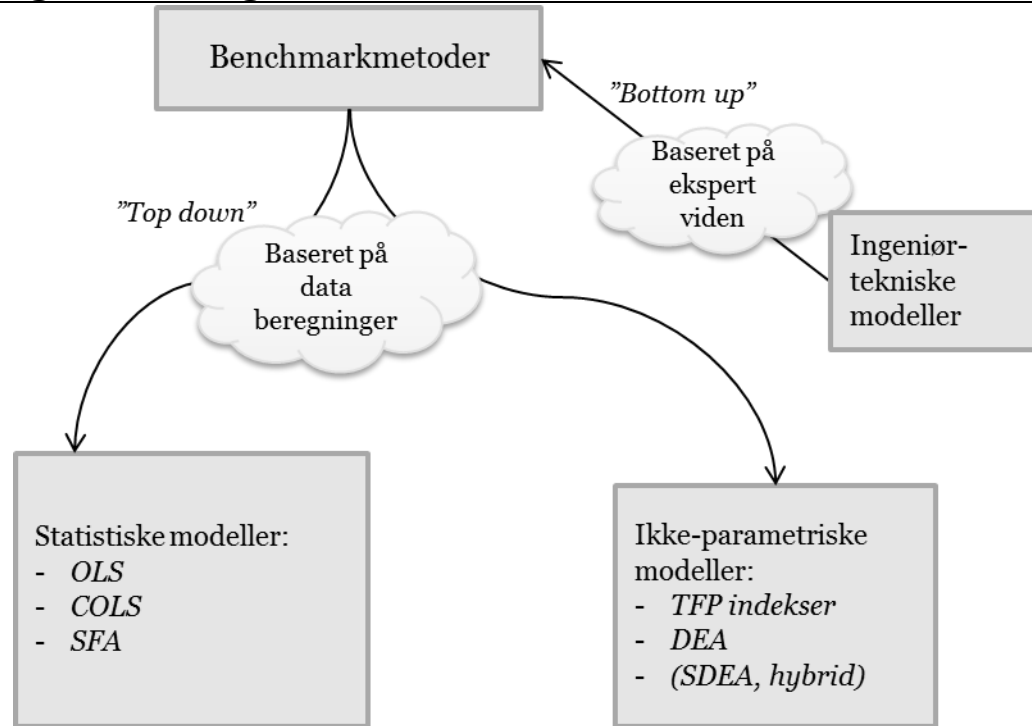 Benchmarkmetoder
”Bottom up”
Baseret på
ekspert
viden
”Top down”
Baseret på
data
beregninger
Ingeniør-
tekniske
modeller
Statistiske modeller:
- OLS
- COLS
- SFA
Ikke-parametriske
modeller:
- TFP indekser
- DEA
- (SDEA, hybrid)